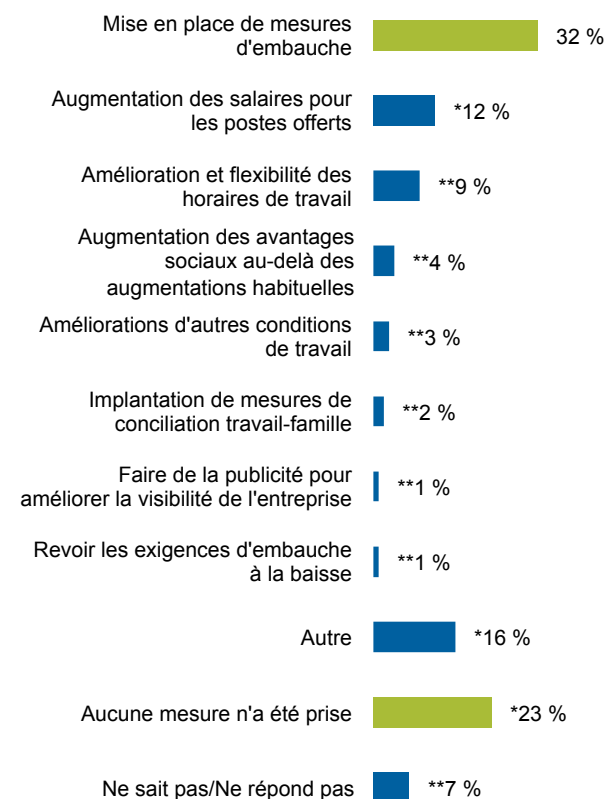 Mise en place de mesures
d'embauche
32 %
Augmentation des salaires pour
les postes offerts
*12 %
Amélioration et flexibilité des
horaires de travail
**9 %
Augmentation des avantages
sociaux au-delà des
augmentations habituelles
**4 %
Améliorations d'autres conditions
de travail
**3 %
Implantation de mesures de
conciliation travail-famille
**2 %
Faire de la publicité pour
améliorer la visibilité de l'entreprise
**1 %
Revoir les exigences d'embauche
à la baisse
**1 %
Autre
*16 %
Aucune mesure n'a été prise
*23 %
Ne sait pas/Ne répond pas
**7 %